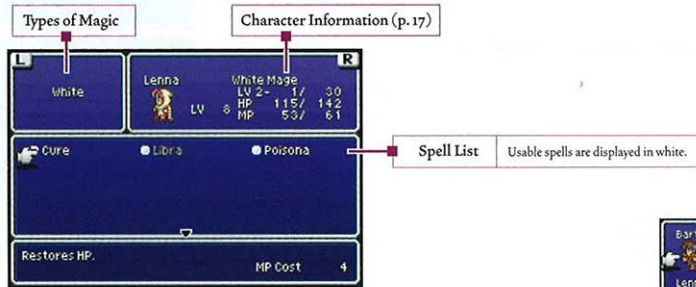 Types of Magic
Character Information (p. 17)
L
R
White
Lenna
White Mage
LV 2- 1/ 30
LV 8
HP 115/ 142
MP 53/ 61
Cure
Libra
Poisona
Spell List
Usable spells are displayed in white.
Restores HP.
MP Cost 4